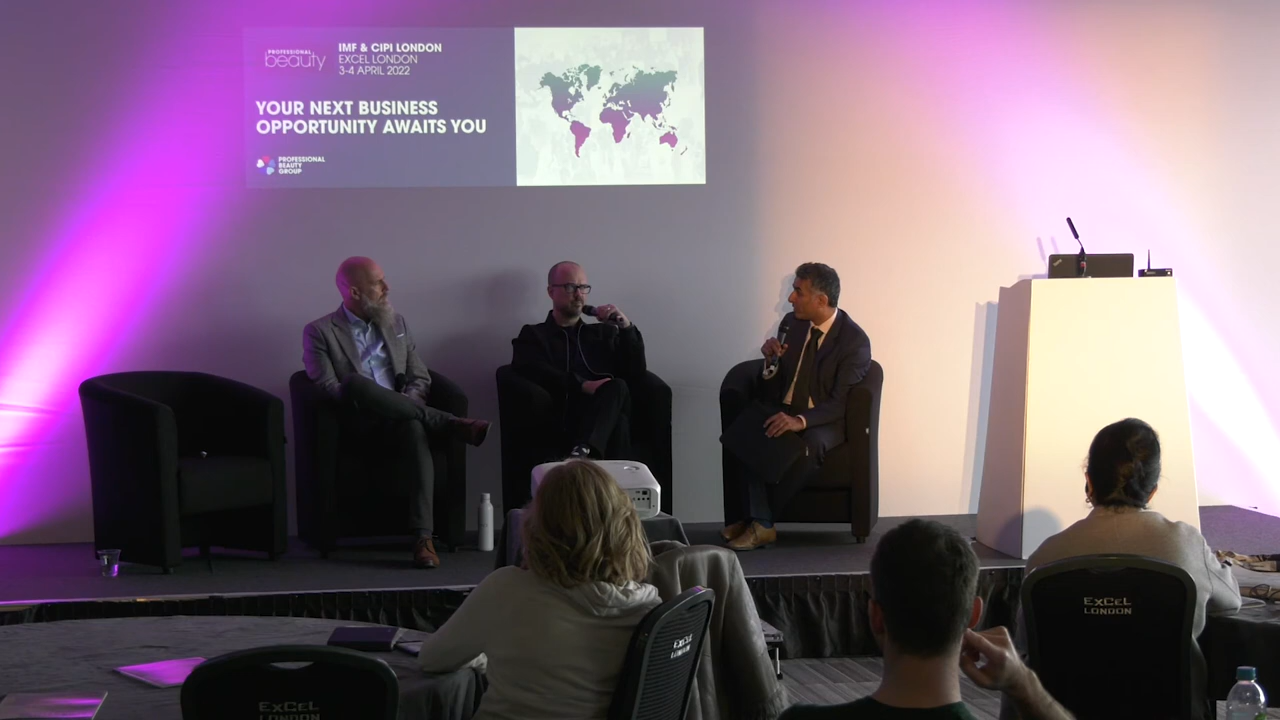 PROFESSIONAL
beauty
IMF & CIPI LONDON
EXCEL LONDON
3-4 APRIL 2022
YOUR NEXT BUSINESS
OPPORTUNITY AWAITS YOU
PROFESSIONAL
BEAUTY
GROUP
EXCEL
LONDON
EXCEL
LONDON
EXCEL
LONDON